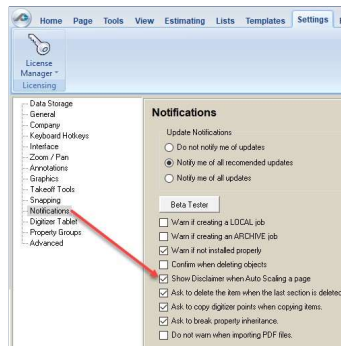 Home Page Tools View Estimating Lists Templates Settings
License
Manager
Licensing
Data Storage
General
Company
Keyboard Hotkeys
Interface
Zoom / Pan
Annotations
Graphics
Takeoff Tools
Snapping
Notifications
Digitizer Tablet
Property Groups
Advanced
Notifications
Update Notifications
Do not notify me of updates
Notify me of all recomended updates
Notify me of all updates
Beta Tester
Warn if creating a LOCAL job
Warn if creating an ARCHIVE job
Warn if not installed properly
Confirm when deleting objects
Show Disclaimer when Auto Scaling a page
Ask to delete the item when the last section is deleted
Ask to copy digitizer points when copying items.
Ask to break property inheritance.
Do not warn when importing PDF files.